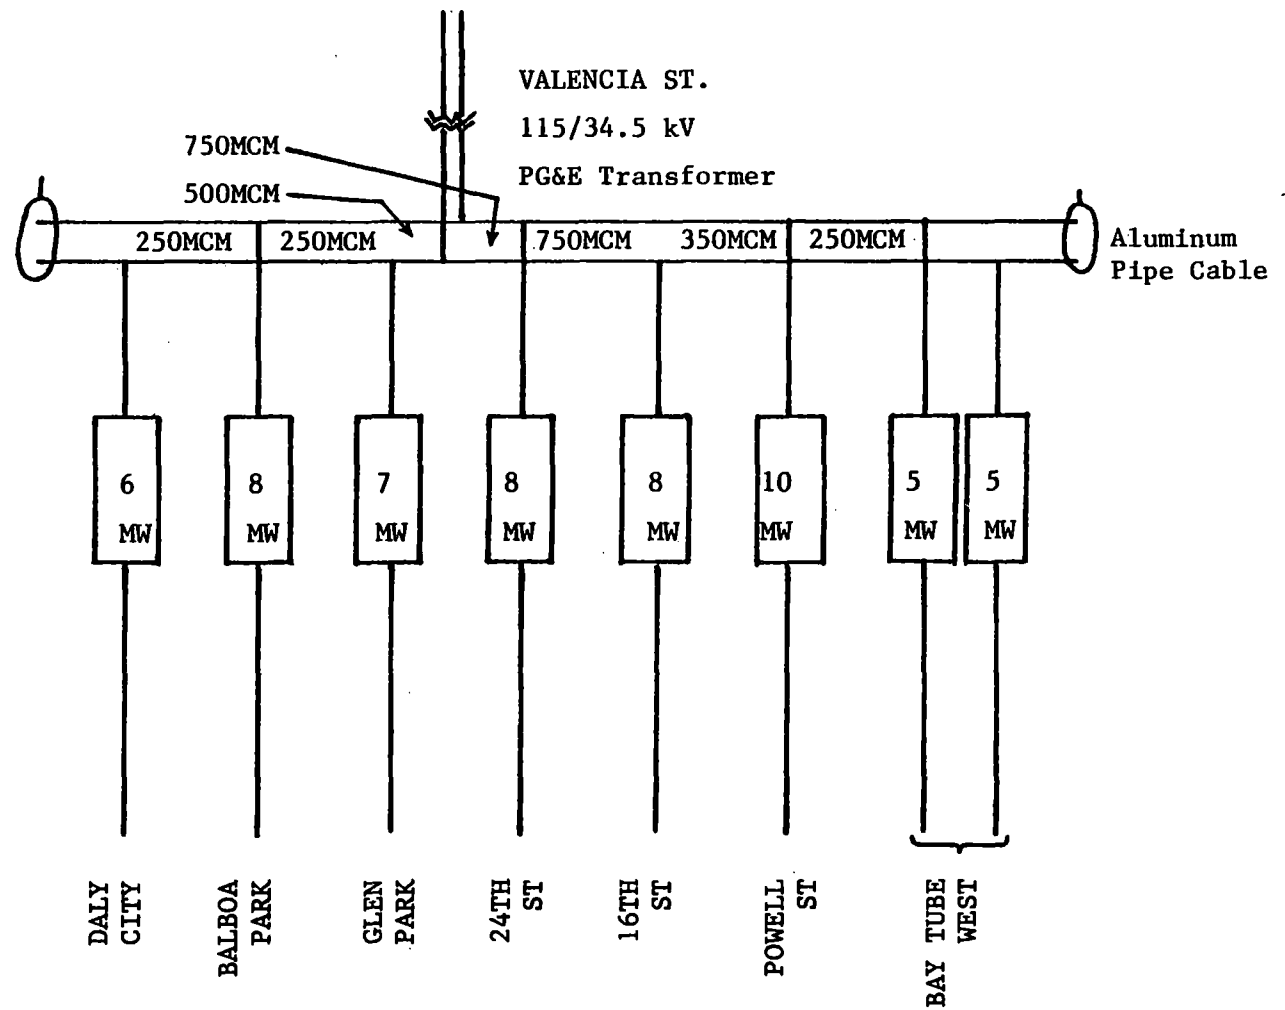 VALENCIA ST.
115/34.5 kV
PG&E Transformer
750MCM
500MCM
250MCM 250MCM 750MCM 350MCM 250MCM
Aluminum
Pipe Cable
6 MW
8 MW
7 MW
8 MW
8 MW
10 MW
5 MW
5 MW
DALY
CITY
BALBOA
PARK
GLEN
PARK
24TH
ST
16TH
ST
POWELL
ST
BAY TUBE
WEST